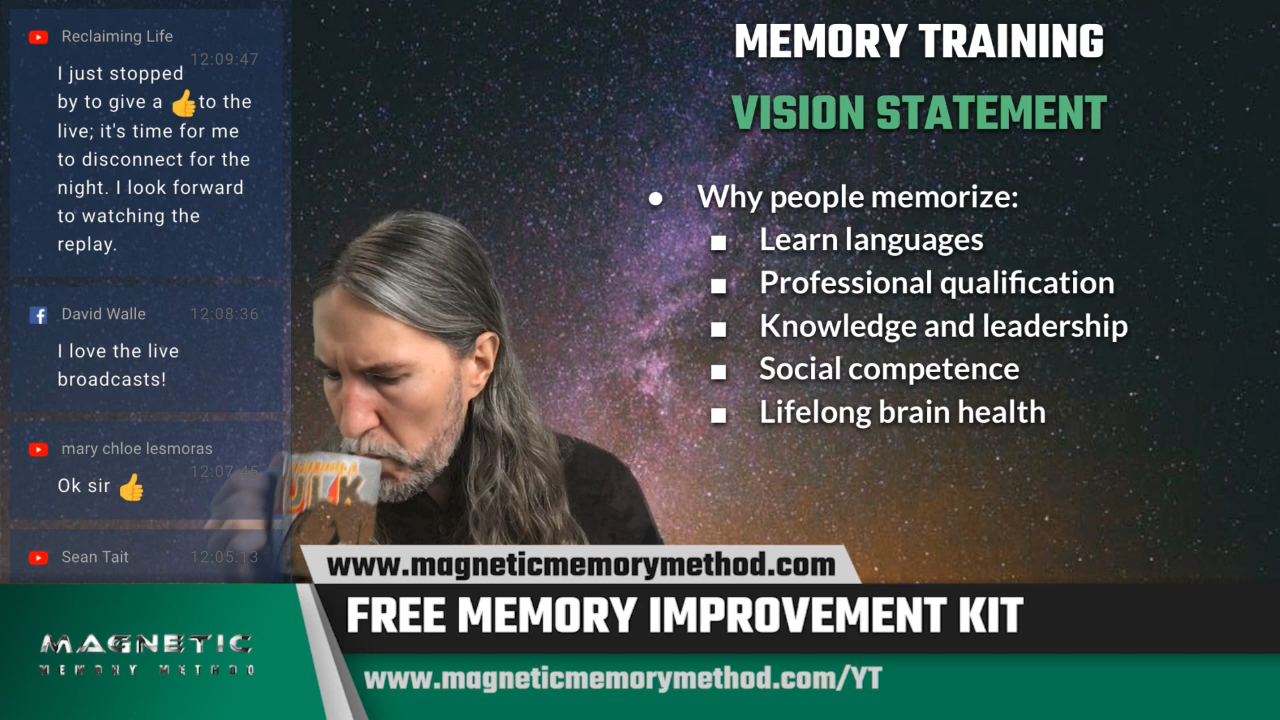 Reclaiming Life
12:09:47
I just stopped
by to give a 👍to the
live; it's time for me
to disconnect for the
night. I look forward
to watching the
replay.
David Walle 12:08:36
I love the live
broadcasts!
mary chloe lesmoras
12:07:45
Ok sir 👍
Sean Tait 12:05:13
MEMORY TRAINING
VISION STATEMENT
● Why people memorize:
■ Learn languages
■ Professional qualification
■ Knowledge and leadership
■ Social competence
■ Lifelong brain health
ULK
www.magneticmemorymethod.com
FREE MEMORY IMPROVEMENT KIT
www.magneticmemorymethod.com/YT
MAGNETIC
MEMORY METHOD